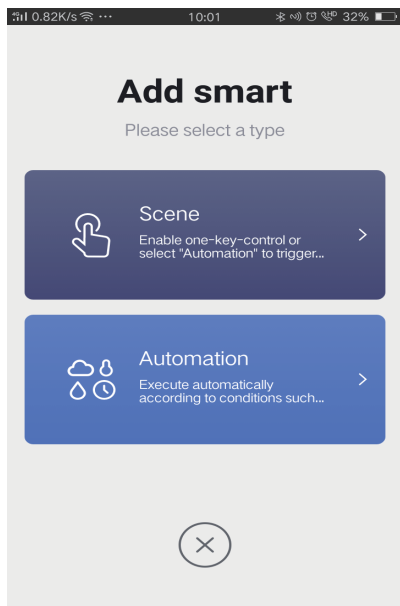 0.82K/s ... 10:01 HD 32%
Add smart
Please select a type
Scene
Enable one-key-control or
select "Automation" to trigger...
Automation
Execute automatically
according to conditions such...